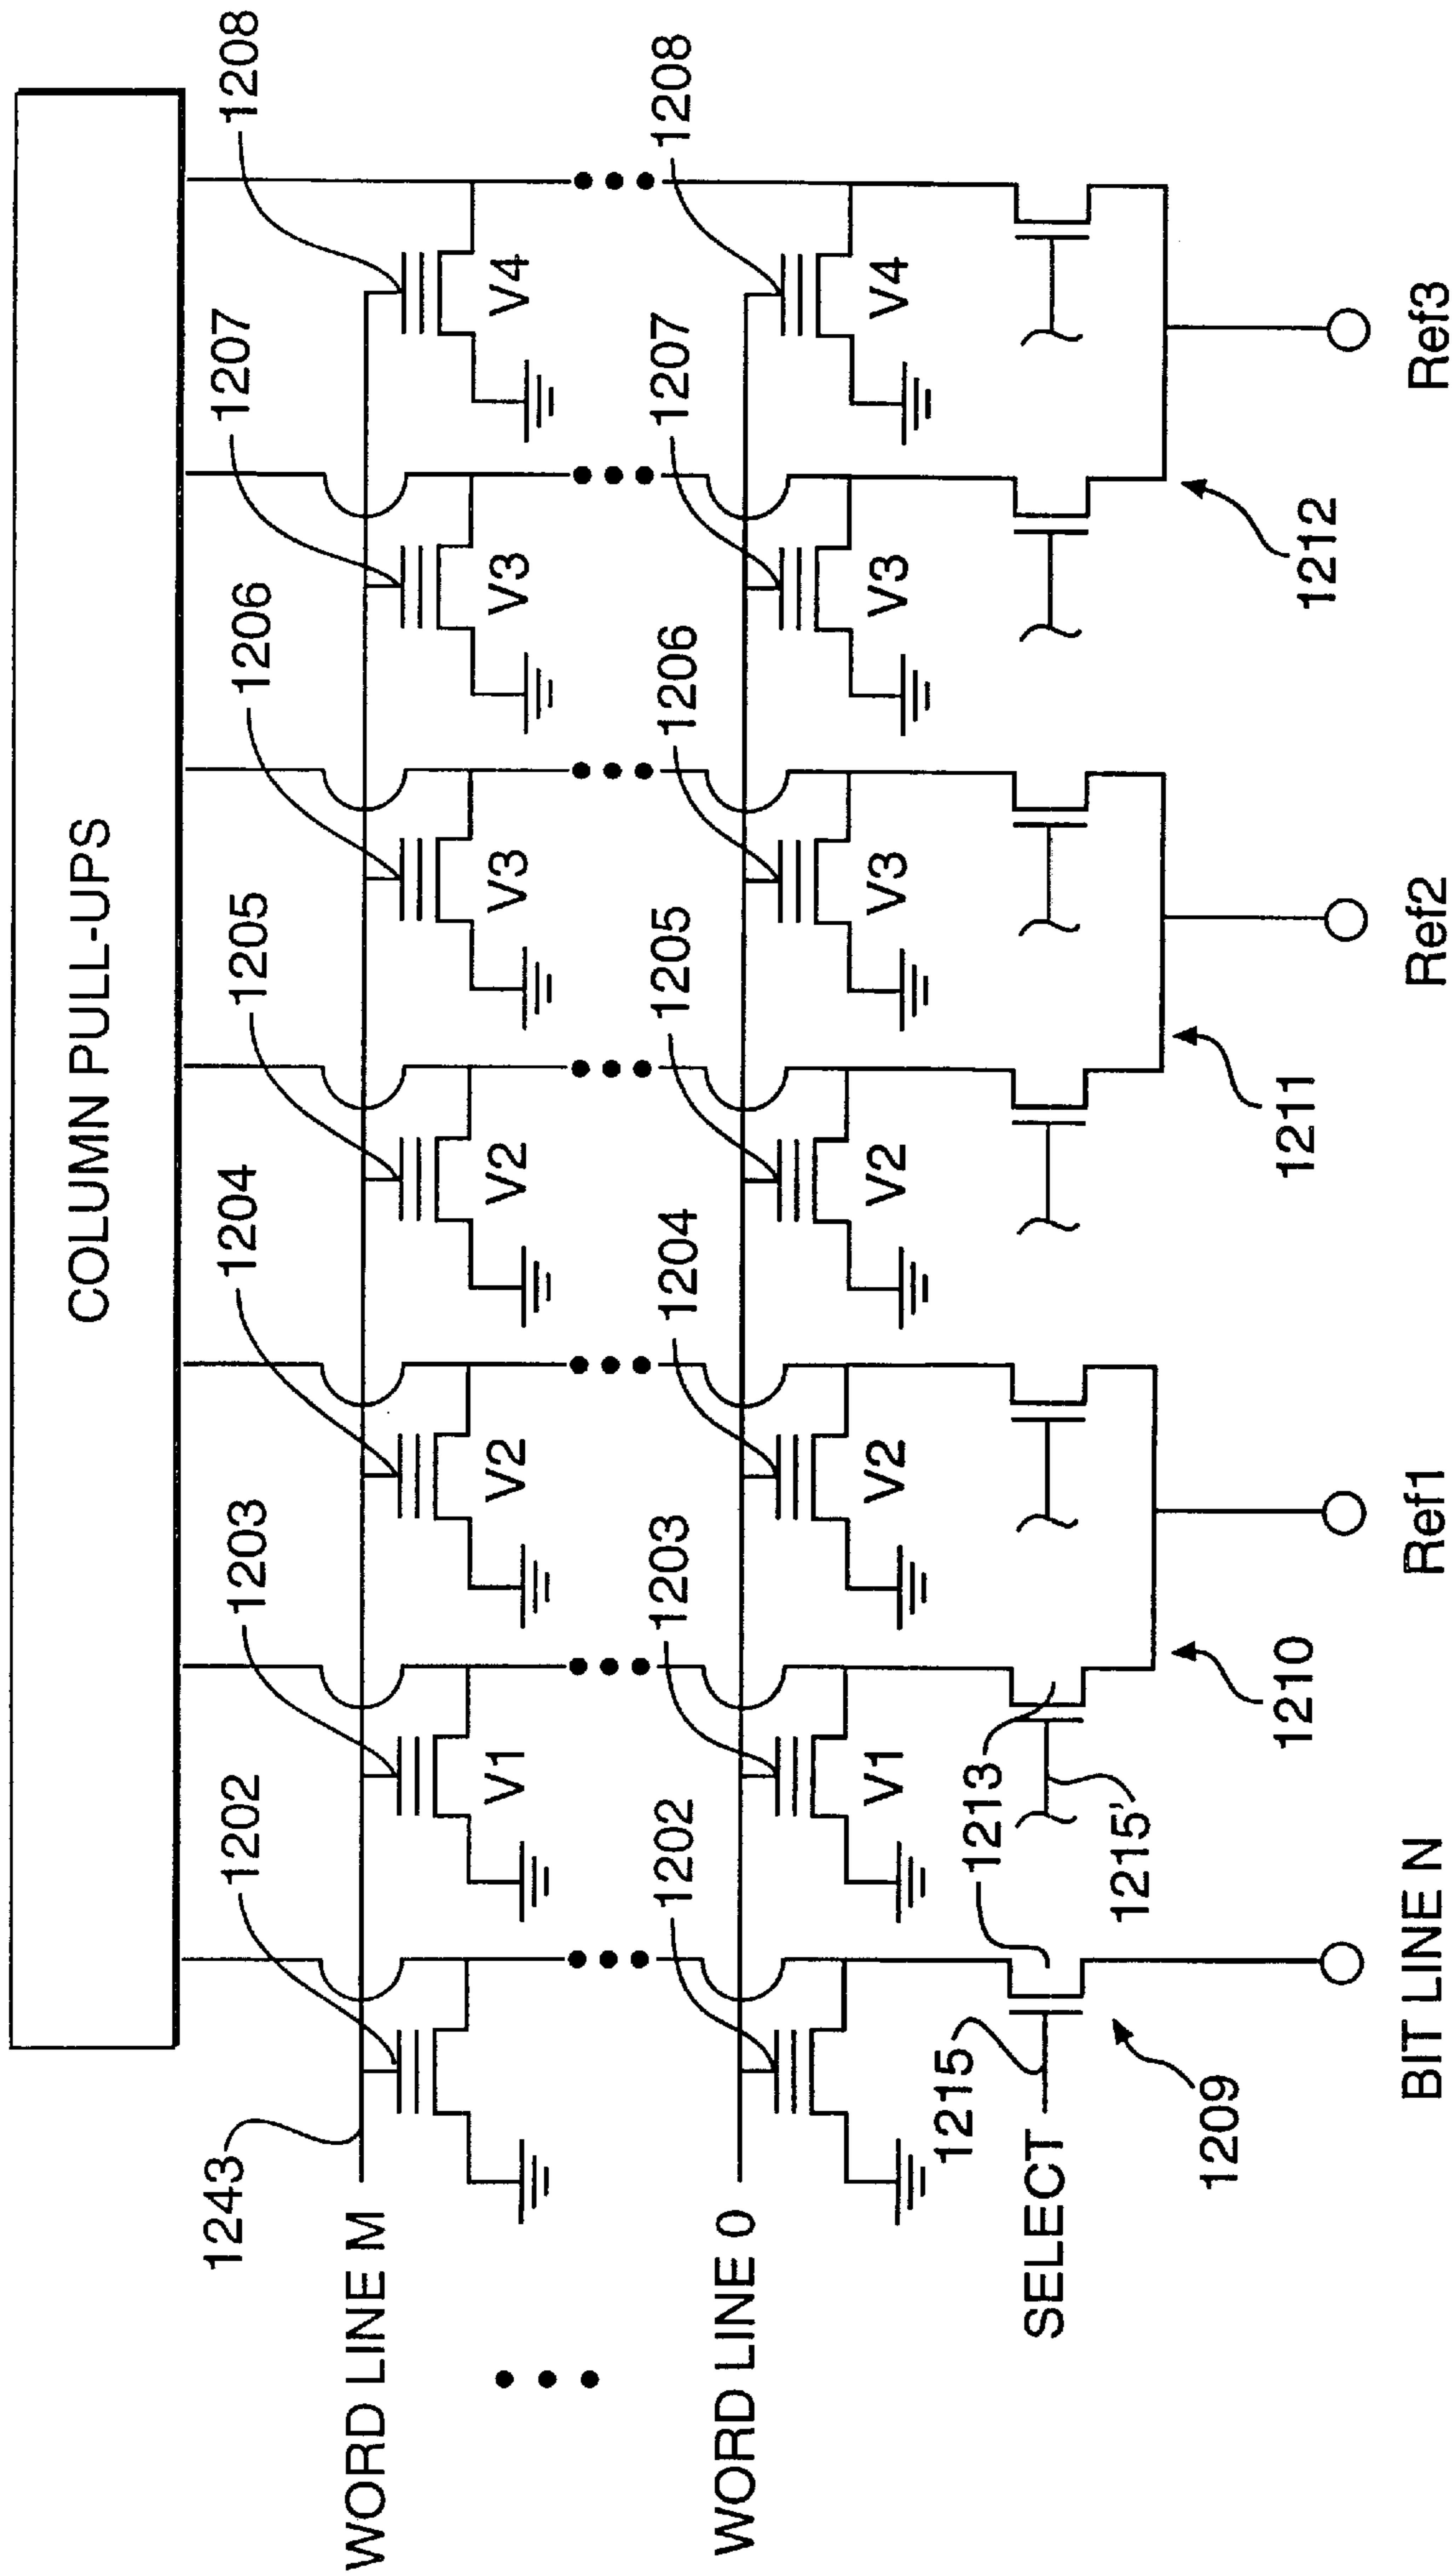 COLUMN PULL-UPS
1202 1203 1204 1205 1206 1207 1208
1243
WORD LINE M
V1 V2 V2 V3 V3 V4
1202 1203 1204 1205 1206 1207 1208
WORD LINE 0
V1 V2 V2 V3 V3 V4
1215 1213
SELECT
1215'
1209 1210 1211 1212
BIT LINE N Ref1 Ref2 Ref3